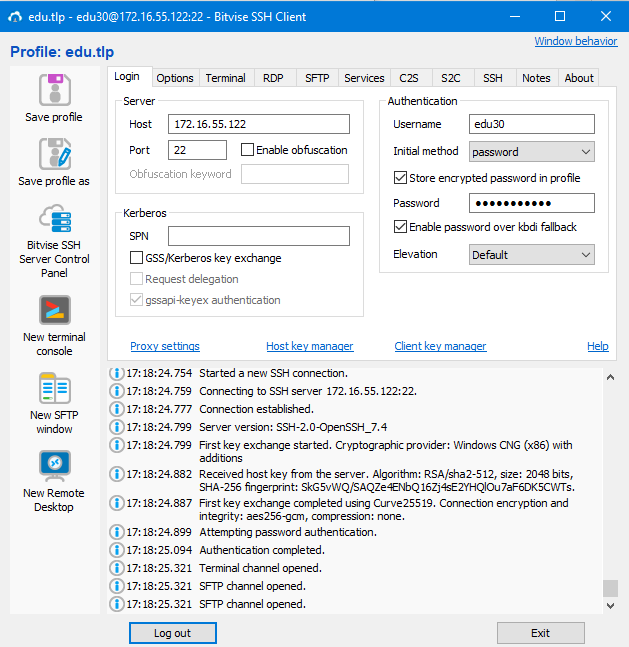 edu.tlp - edu30@172.16.55.122:22 - Bitvise SSH Client
Window behavior
Profile: edu.tlp
Save profile
Save profile as
Bitvise SSH
Server Control
Panel
New terminal
console
New SFTP
window
New Remote
Desktop
Login Options Terminal RDP SFTP Services C2S S2C SSH Notes About
Server
Host 172.16.55.122
Port 22 Enable obfuscation
Obfuscation keyword
Kerberos
SPN
GSS/Kerberos key exchange
Request delegation
gssapi-keyex authentication
Authentication
Username edu30
Initial method password
Store encrypted password in profile
Password ●●●●●●●●●●●
Enable password over kbdi fallback
Elevation Default
Proxy settings Host key manager Client key manager Help
17:18:24.754 Started a new SSH connection.
17:18:24.759 Connecting to SSH server 172.16.55.122:22.
17:18:24.777 Connection established.
17:18:24.799 Server version: SSH-2.0-OpenSSH_7.4
17:18:24.799 First key exchange started. Cryptographic provider: Windows CNG (x86) with
additions
17:18:24.882 Received host key from the server. Algorithm: RSA/sha2-512, size: 2048 bits,
SHA-256 fingerprint: SkG5vWQ/SAQZe4ENbQ16Zj4sE2YHQlOu7aF6DK5CWTs.
17:18:24.887 First key exchange completed using Curve25519. Connection encryption and
integrity: aes256-gcm, compression: none.
17:18:24.899 Attempting password authentication.
17:18:25.094 Authentication completed.
17:18:25.321 Terminal channel opened.
17:18:25.321 SFTP channel opened.
17:18:25.321 SFTP channel opened.
Log out Exit